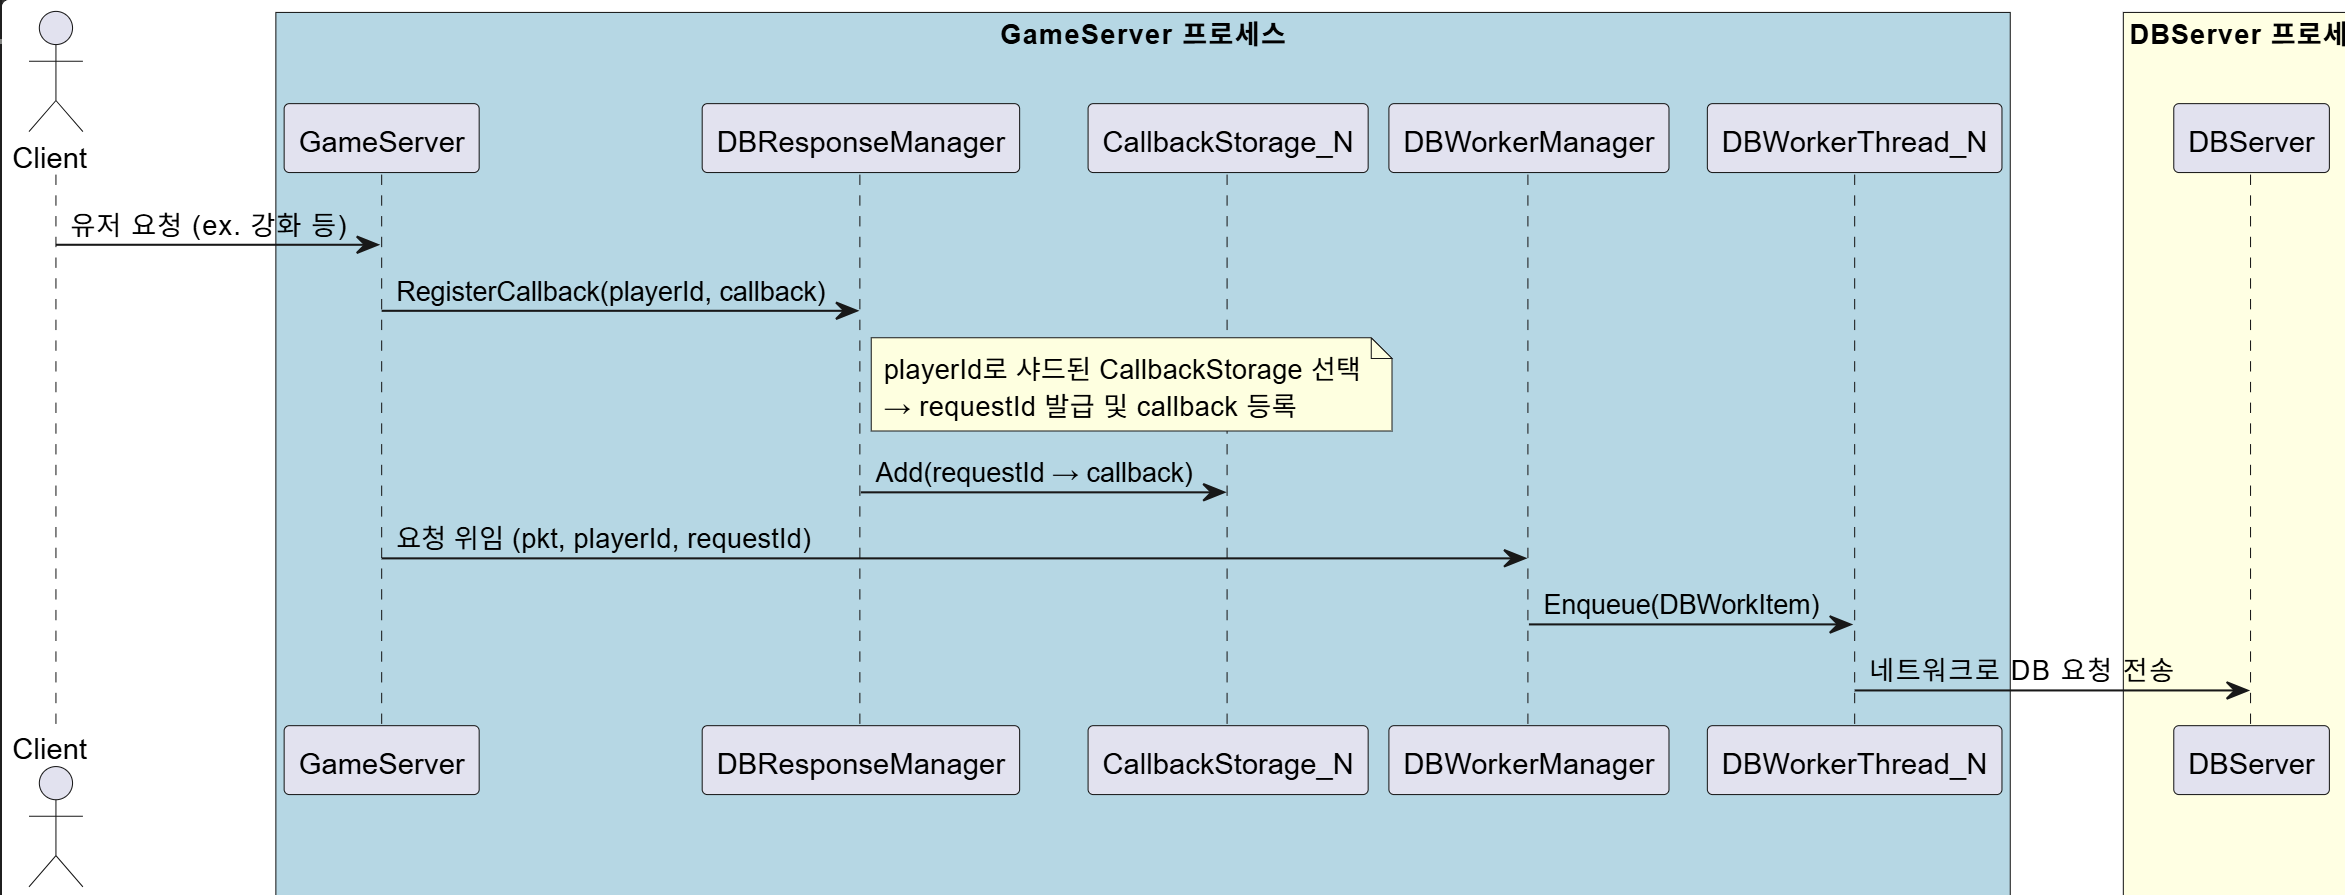 GameServer 프로세스
DBServer 프로세
Client
GameServer
DBResponseManager
CallbackStorage_N
DBWorkerManager
DBWorkerThread_N
DBServer
유저 요청 (ex. 강화 등)
RegisterCallback(playerId, callback)
playerId로 샤드된 CallbackStorage 선택
→ requestId 발급 및 callback 등록
Add(requestId → callback)
요청 위임 (pkt, playerId, requestId)
Enqueue(DBWorkItem)
네트워크로 DB 요청 전송
Client
GameServer
DBResponseManager
CallbackStorage_N
DBWorkerManager
DBWorkerThread_N
DBServer